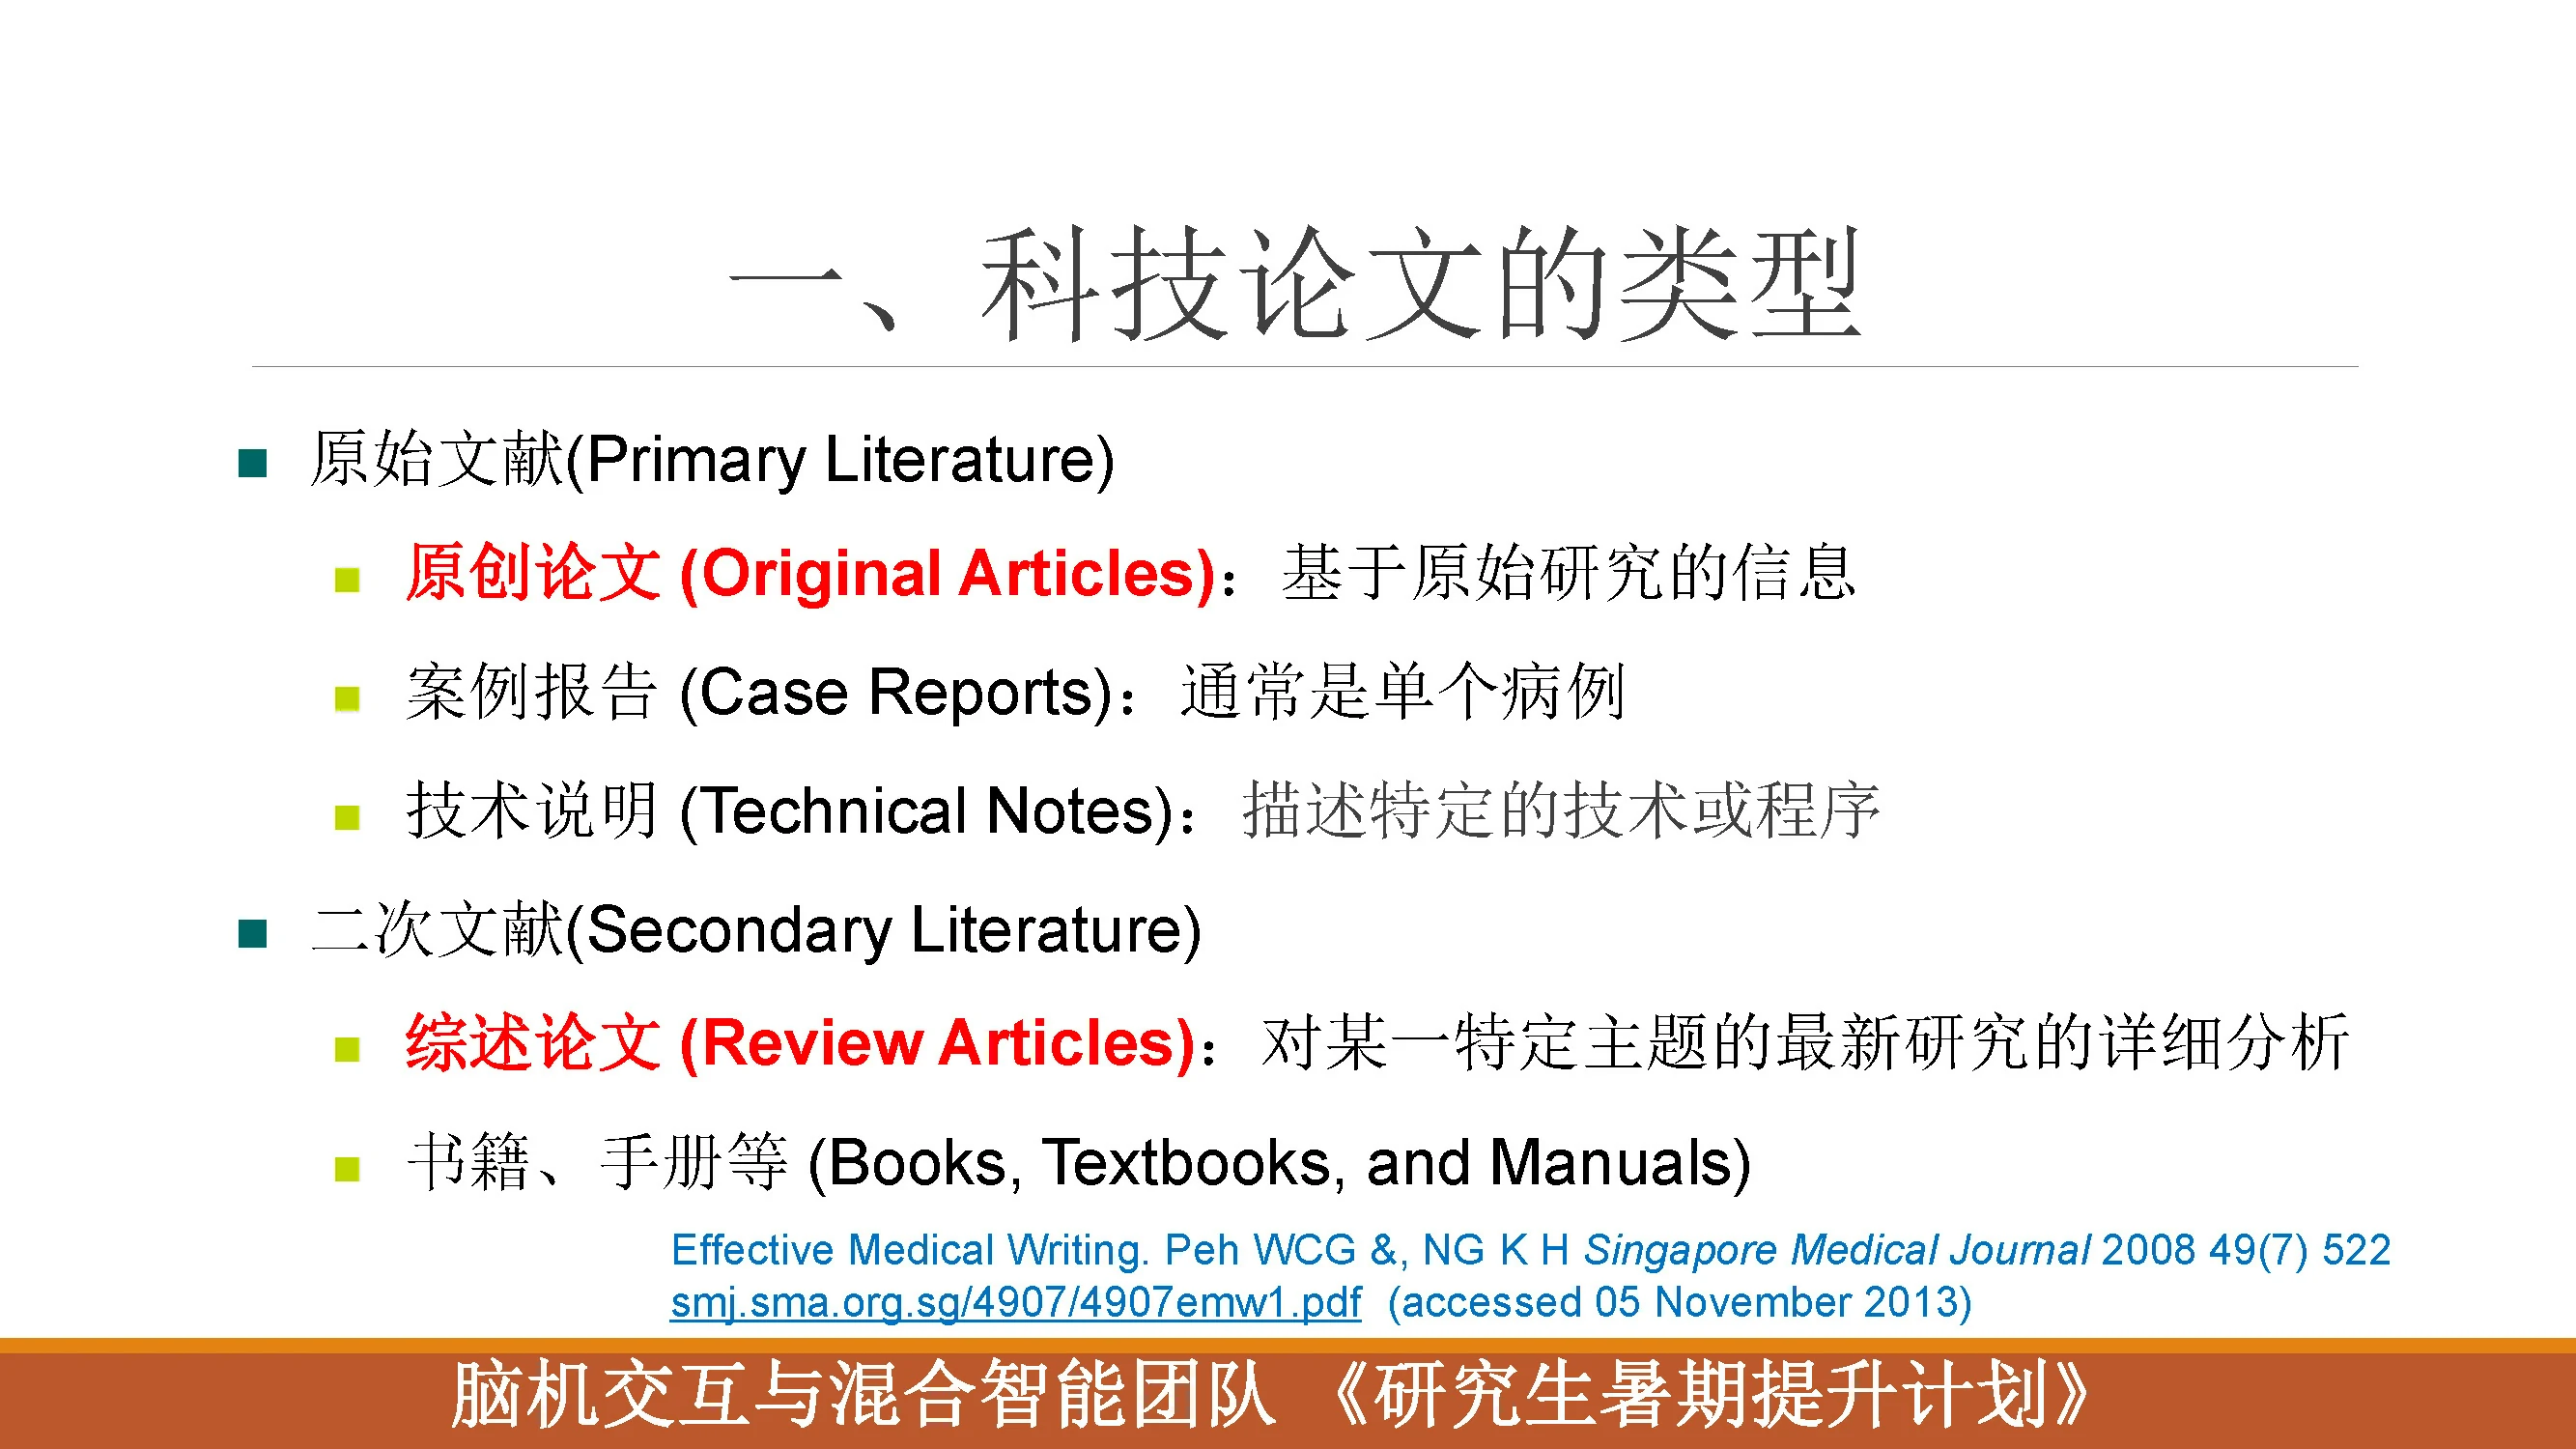 一、科技论文的类型
原始文献(Primary Literature)
原创论文 (Original Articles)：基于原始研究的信息
案例报告 (Case Reports)：通常是单个病例
技术说明 (Technical Notes)：描述特定的技术或程序
二次文献(Secondary Literature)
综述论文 (Review Articles)：对某一特定主题的最新研究的详细分析
书籍、手册等 (Books, Textbooks, and Manuals)
Effective Medical Writing. Peh WCG &, NG K H Singapore Medical Journal 2008 49(7) 522
smj.sma.org.sg/4907/4907emw1.pdf (accessed 05 November 2013)
脑机交互与混合智能团队 《研究生暑期提升计划》